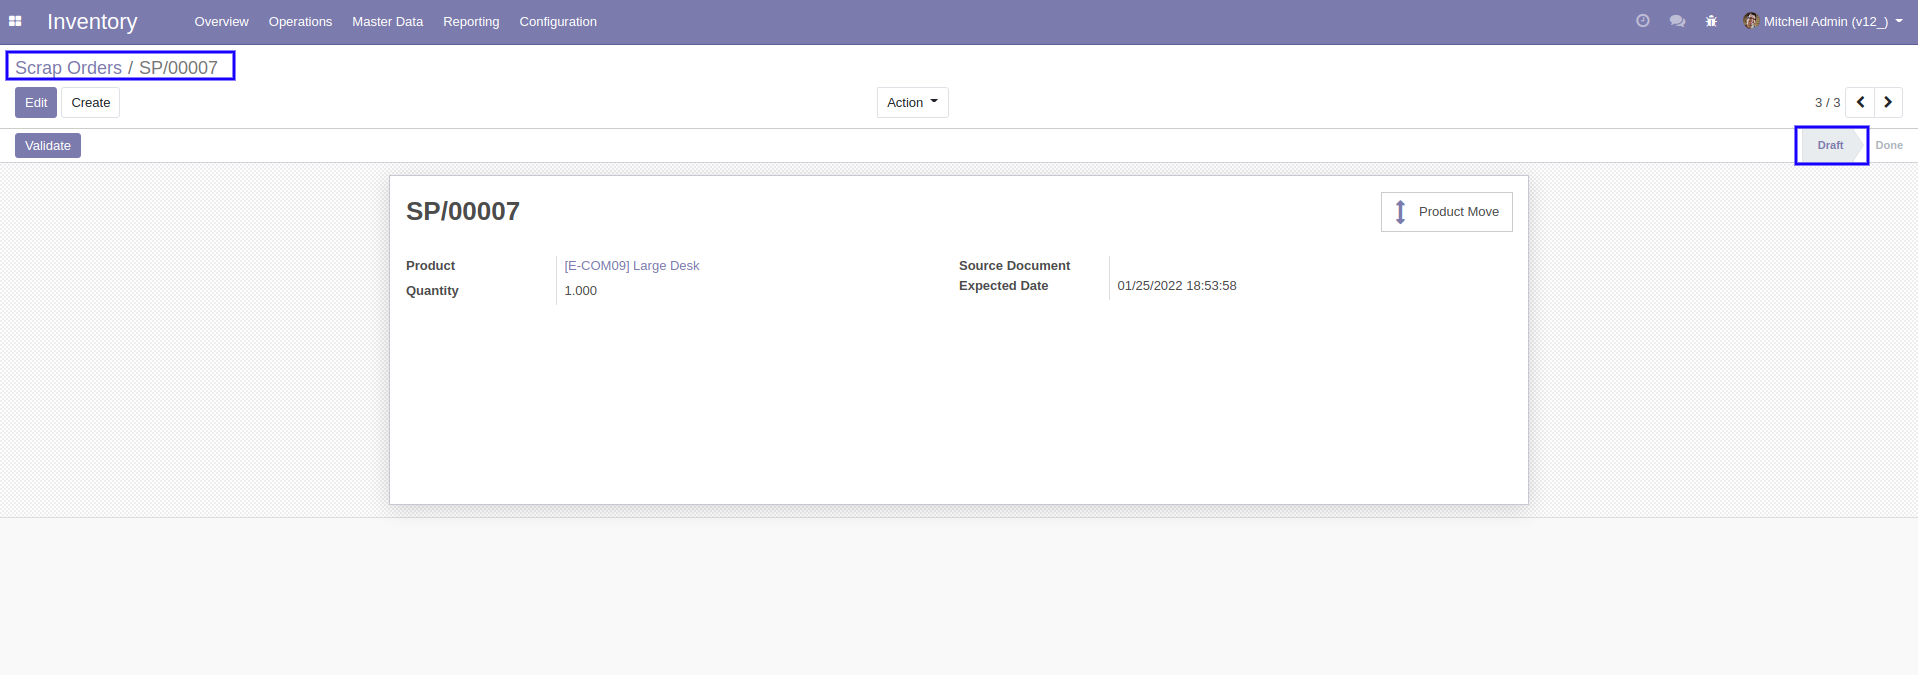 Inventory Overview Operations Master Data Reporting Configuration Mitchell Admin (v12_)
Scrap Orders / SP/00007
Edit Create Action 3 / 3
Validate Draft Done
SP/00007 Product Move
Product [E-COM09] Large Desk Source Document
Quantity 1.000 Expected Date 01/25/2022 18:53:58